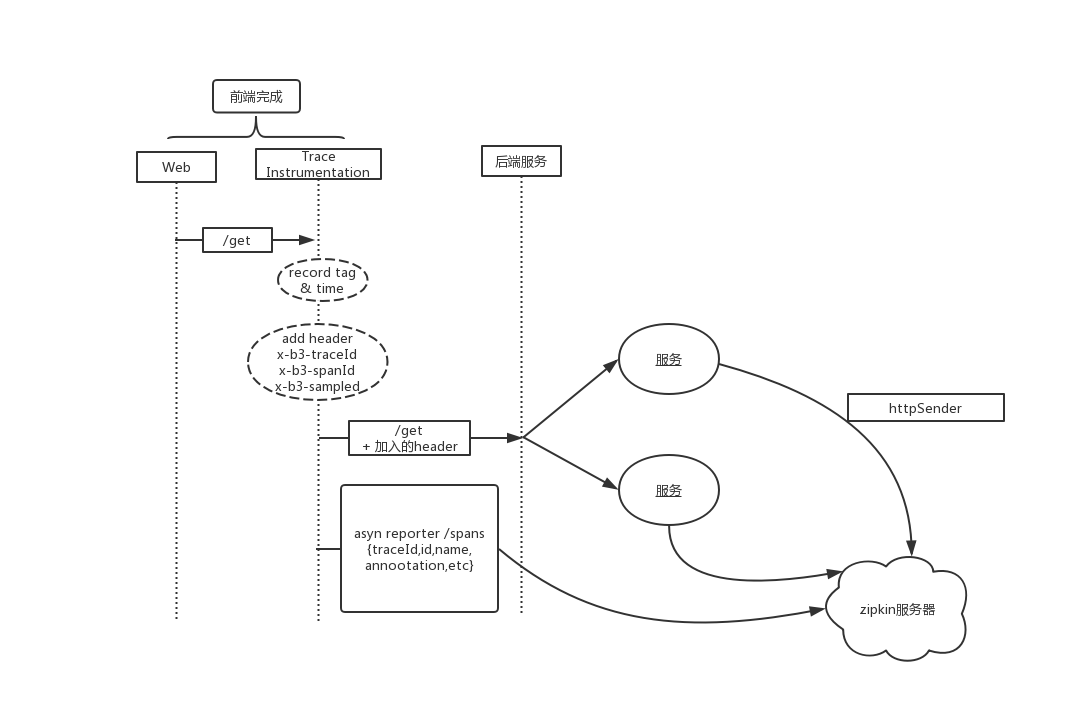 前端完成
Web
Trace
Instrumentation
后端服务
/get
record tag
& time
add header
x-b3-traceId
x-b3-spanId
x-b3-sampled
服务
httpSender
/get
+ 加入的header
服务
asyn reporter /spans
{traceId,id,name,
annootation,etc}
zipkin服务器